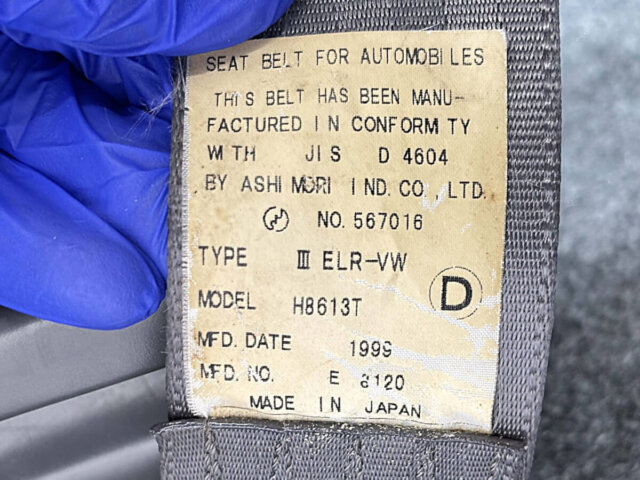 SEAT BELT FOR AUTOMOBILES
THIS BELT HAS BEEN MANU-
FACTURED IN CONFORMITY
WITH JIS D 4604
BY ASHIMORI IND. CO., LTD.
NO. 567016
TYPE III ELR-VW
MODEL H8613T
D
MFD. DATE 1999
MFD. NO. E 3120
MADE IN JAPAN